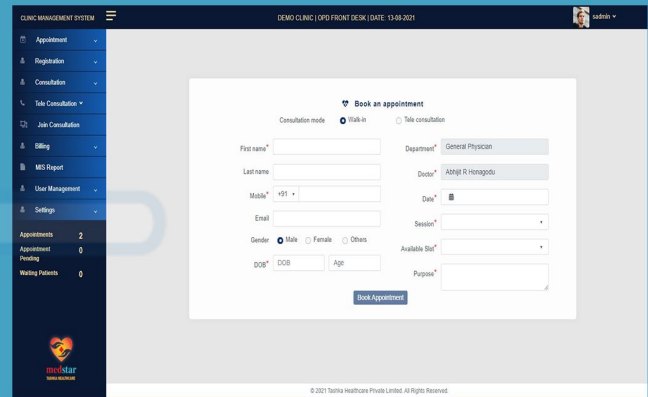 CLINIC MANAGEMENT SYSTEM
DEMO CLINIC | OPD FRONT DESK | DATE: 13-08-2021
sadmin
Appointment
Registration
Consultation
Tele Consultation
Join Consultation
Billing
MIS Report
User Management
Settings
Appointments 2
Appointment Pending 0
Waiting Patients 0
medstar
TASHKA HEALTHCARE
Book an appointment
Consultation mode Walk-in Tele consultation
First name*
Last name
Mobile* +91
Email
Gender Male Female Others
DOB* DOB Age
Department* General Physician
Doctor* Abhijit R Honagodu
Date*
Session*
Available Slot*
Purpose*
Book Appointment
© 2021 Tashka Healthcare Private Limited. All Rights Reserved.